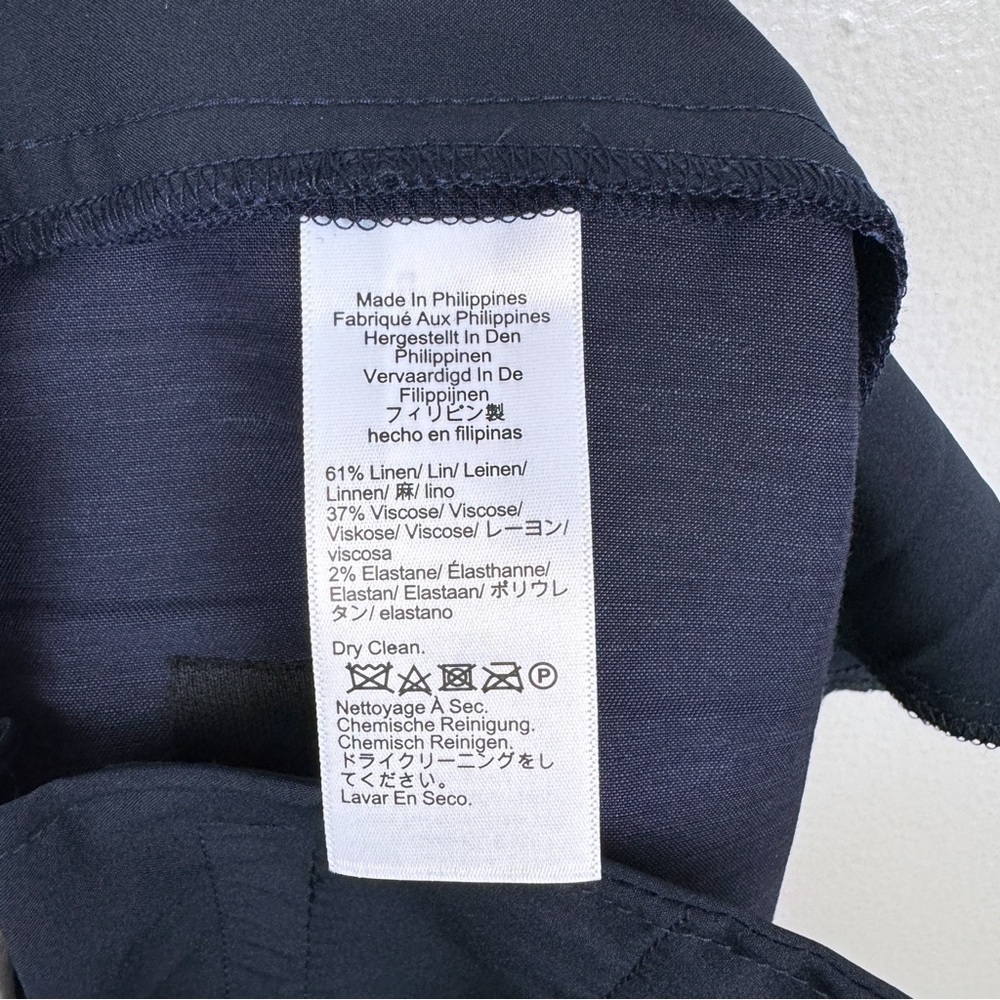 Made In Philippines
Fabriqué Aux Philippines
Hergestellt In Den
Philippinen
Vervaardigd In De
Filippijnen
フィリピン製
hecho en filipinas
61% Linen/ Lin/ Leinen/
Linnen/ 麻/ lino
37% Viscose/ Viscose/
Viskose/ Viscose/ レーヨン/
viscosa
2% Elastane/ Élasthanne/
Elastan/ Elastaan/ ポリウレ
タン/ elastano
Dry Clean.
P
Nettoyage À Sec.
Chemische Reinigung.
Chemisch Reinigen.
ドライクリーニングをし
てください。
Lavar En Seco.